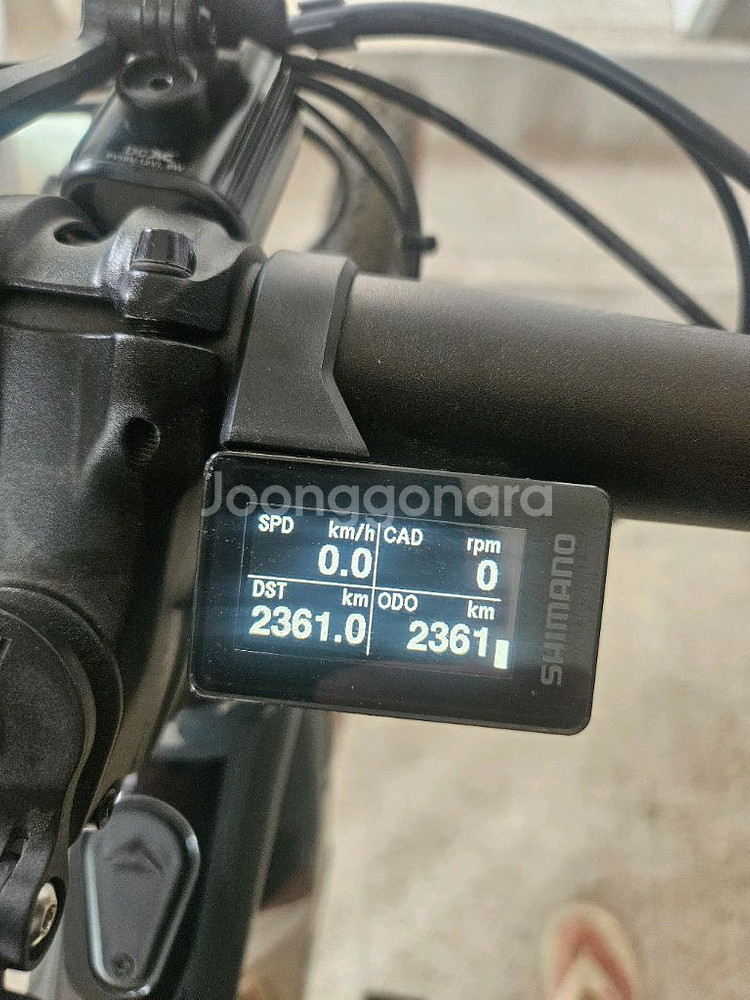 Joonggonara
SPD km/h CAD rpm
0.0 0
DST km ODO km
2361.0 2361
SHIMANO